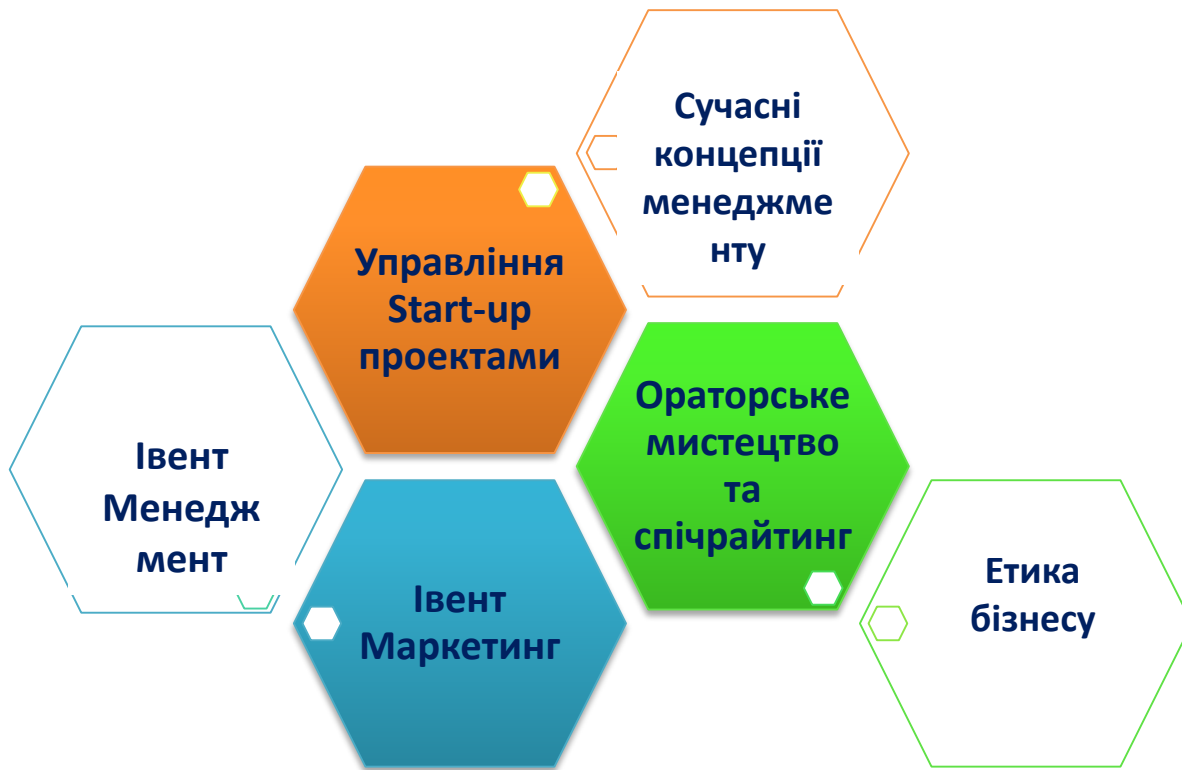 Сучасні
концепції
менеджме
нту
Управління
Start-up
проектами
Ораторське
мистецтво
та
спічрайтинг
Івент
Менедж
мент
Івент
Маркетинг
Етика
бізнесу